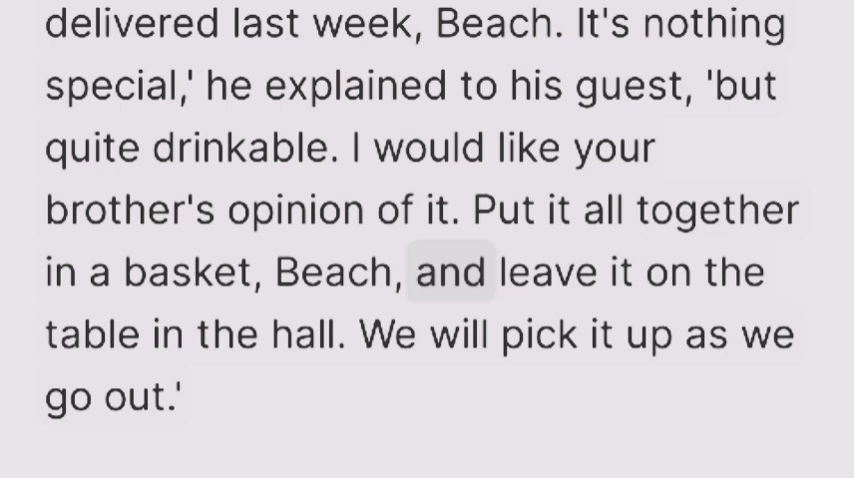 delivered last week, Beach. It's nothing
special,' he explained to his guest, 'but
quite drinkable. I would like your
brother's opinion of it. Put it all together
in a basket, Beach, and leave it on the
table in the hall. We will pick it up as we
go out.'